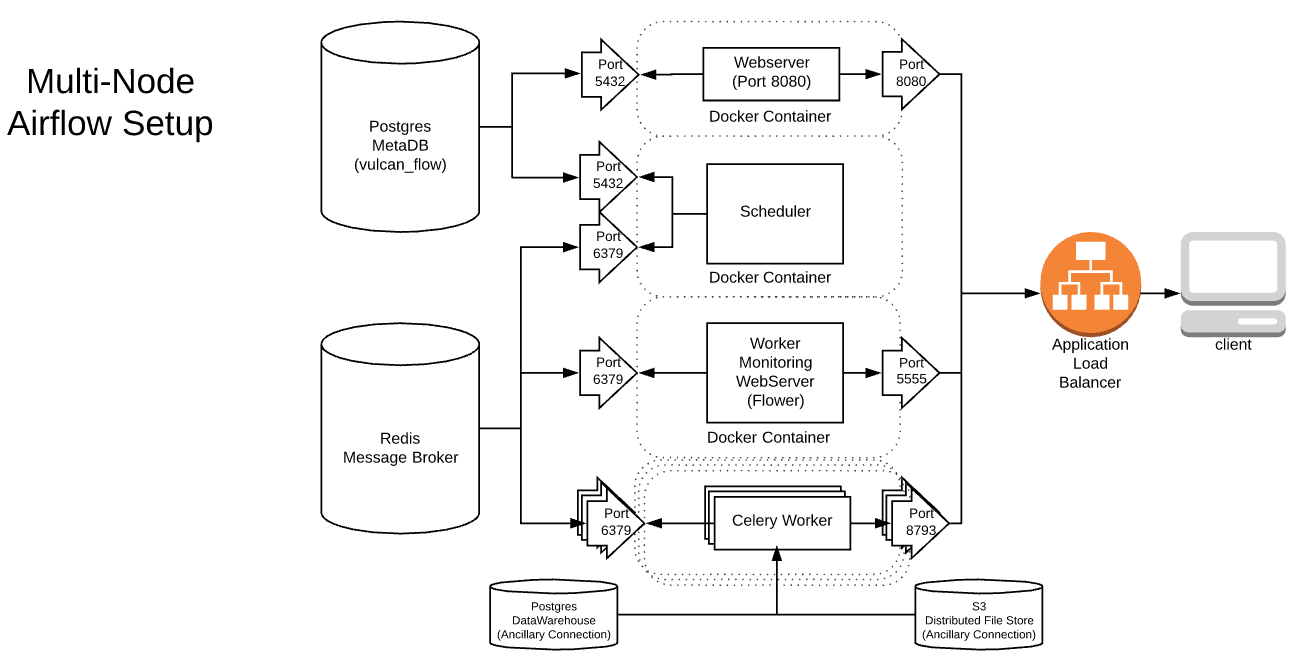 Multi-Node
Airflow Setup
Postgres
MetaDB
(vulcan_flow)
Port
5432
Webserver
(Port 8080)
Port
8080
Docker Container
Port
5432
Port
6379
Scheduler
Docker Container
Redis
Message Broker
Port
6379
Worker
Monitoring
WebServer
(Flower)
Port
5555
Docker Container
Port
6379
Celery Worker
Port
8793
Application
Load
Balancer
client
Postgres
DataWarehouse
(Ancillary Connection)
S3
Distributed File Store
(Ancillary Connection)